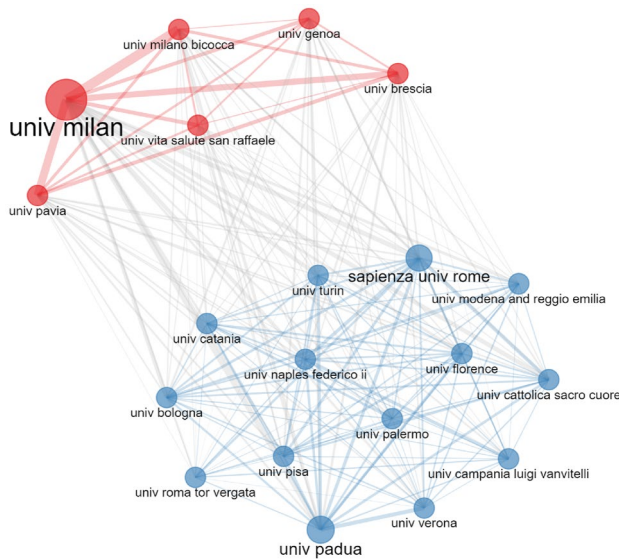 univ genoa
univ milano bicocca
univ brescia
univ milan
univ vita salute san raffaele
univ pavia
sapienza univ rome
univ turin
univ modena and reggio emilia
univ catania
univ naples federico ii
univ florence
univ cattolica sacro cuore
univ bologna
univ palermo
univ pisa
univ campania luigi vanvitelli
univ roma tor vergata
univ verona
univ padua